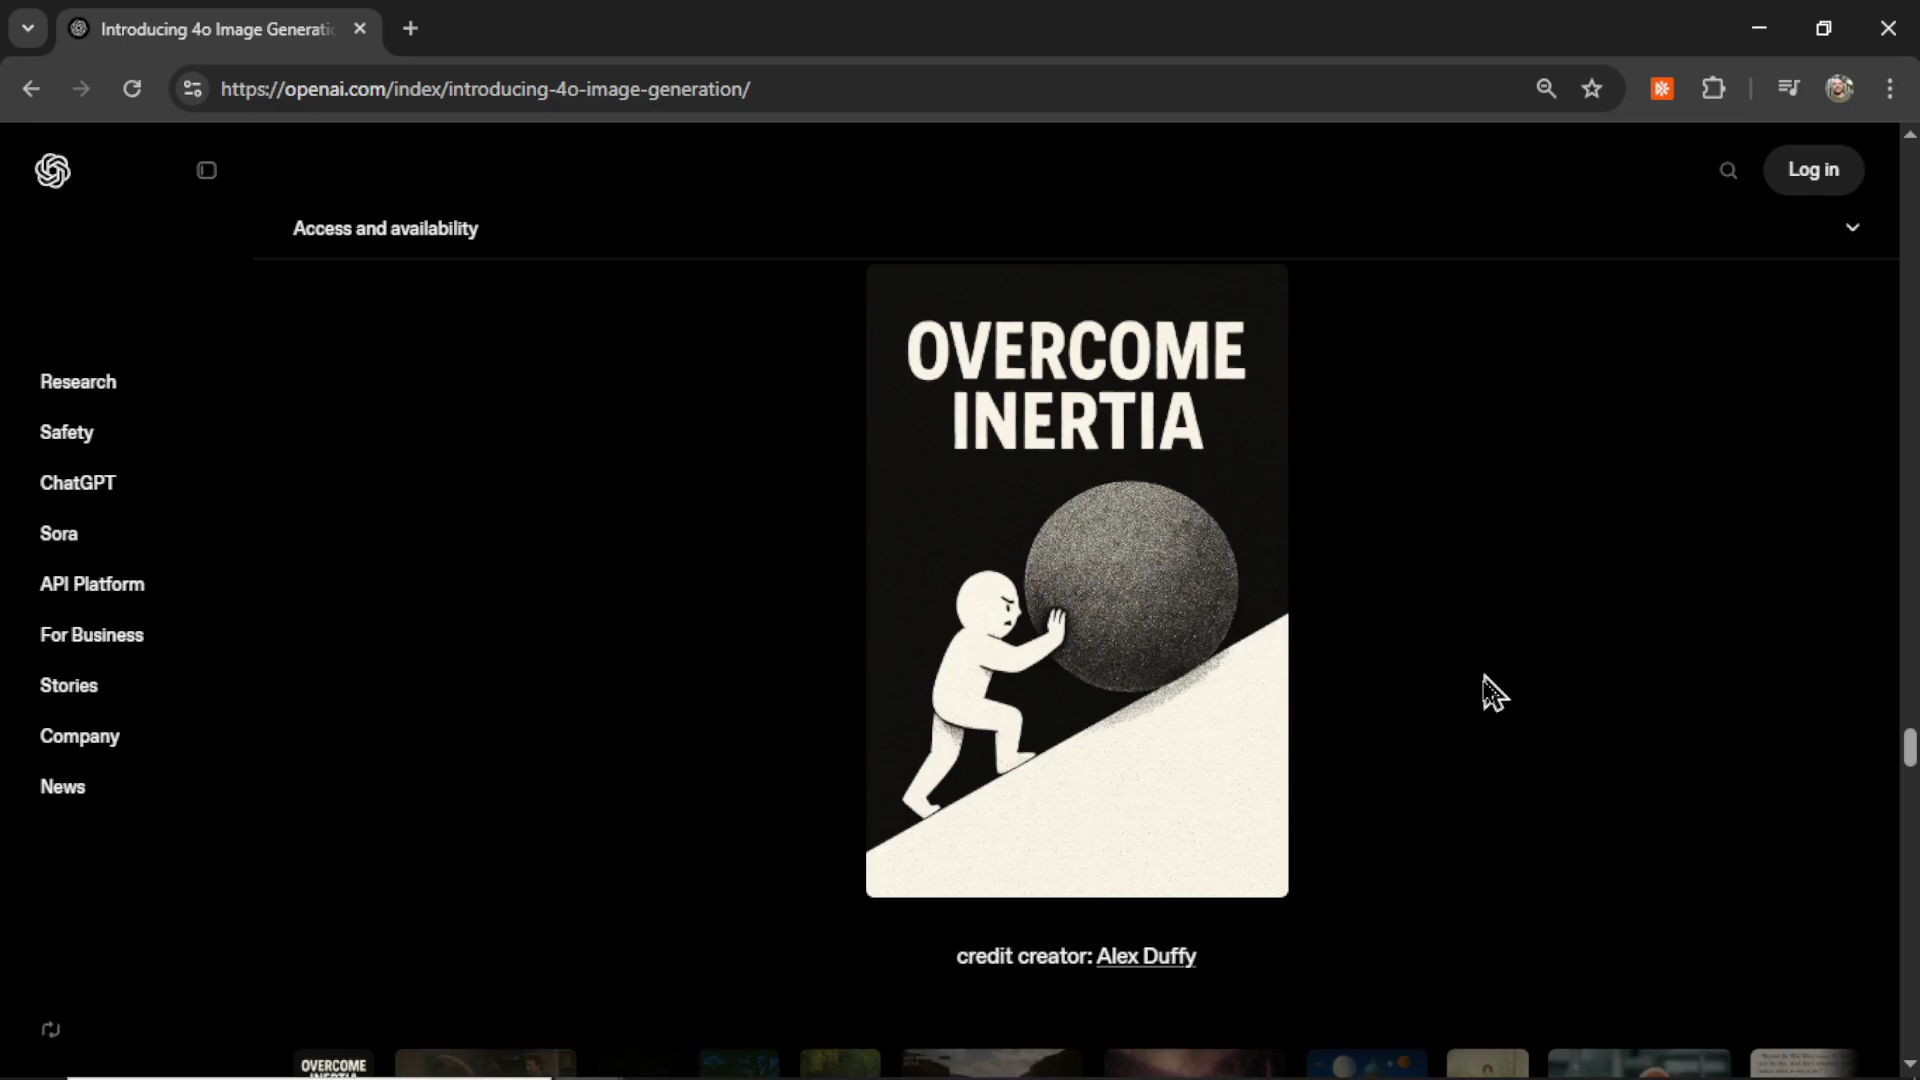 Introducing 4o Image Generati
https://openai.com/index/introducing-4o-image-generation/
Log in
Access and availability
Research
Safety
ChatGPT
Sora
API Platform
For Business
Stories
Company
News
OVERCOME
INERTIA
credit creator: Alex Duffy
OVERCOME
INERTIA